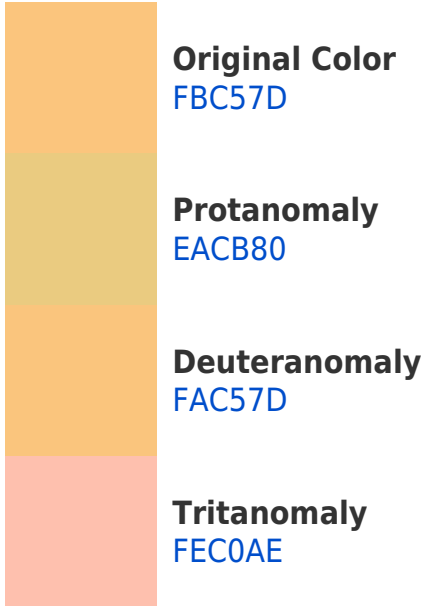 Original Color
FBC57D
Protanomaly
EACB80
Deuteranomaly
FAC57D
Tritanomaly
FEC0AE